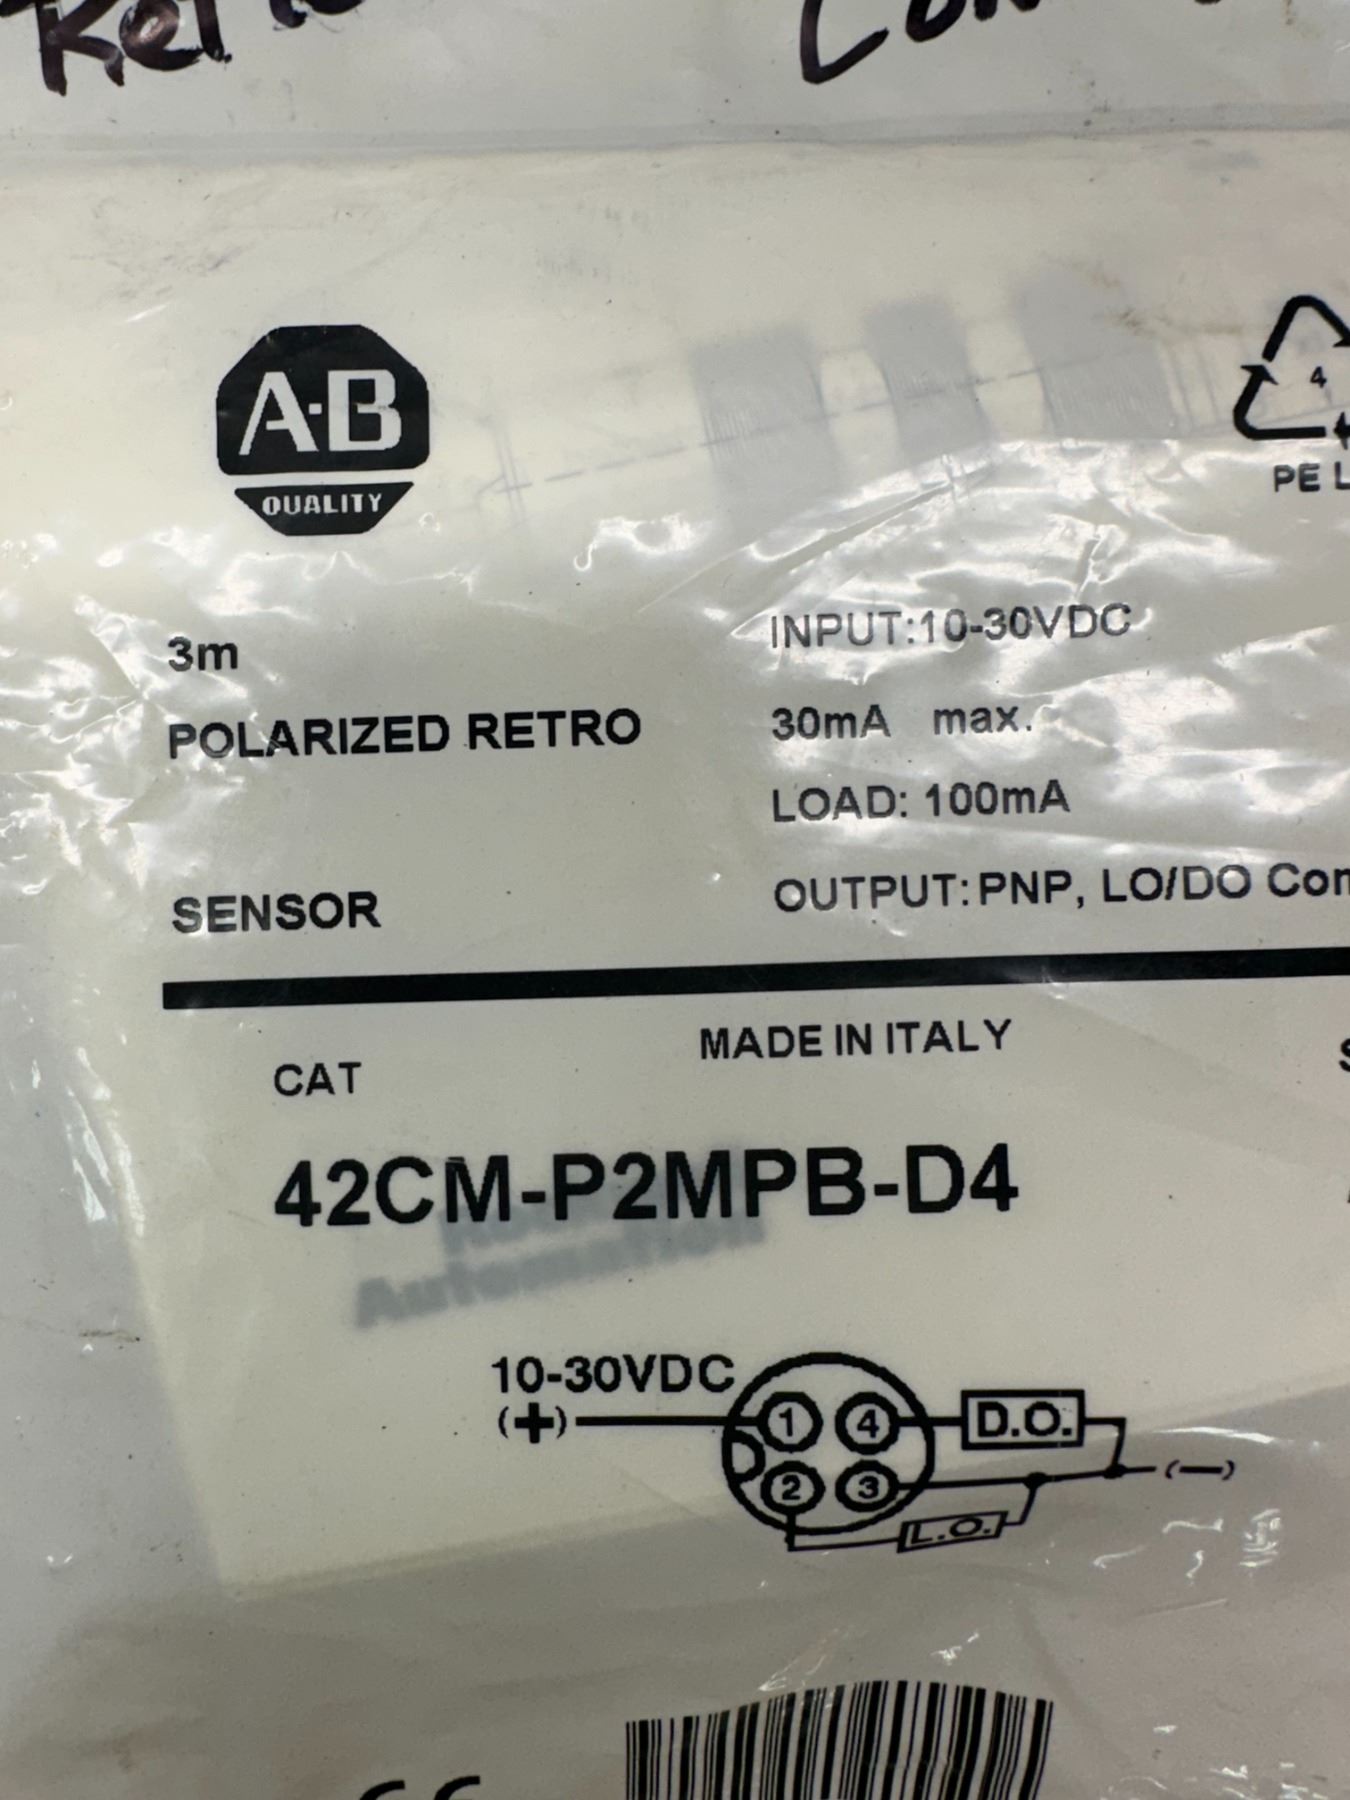 A·B
QUALITY
4
PE L
3m
INPUT:10-30VDC
POLARIZED RETRO
30mA max.
LOAD: 100mA
SENSOR
OUTPUT: PNP, LO/DO
MADE IN ITALY
CAT
42CM-P2MPB-D4
Automation
10-30VDC
(+)
1
4
D.O.
2
3
(—)
L.O.